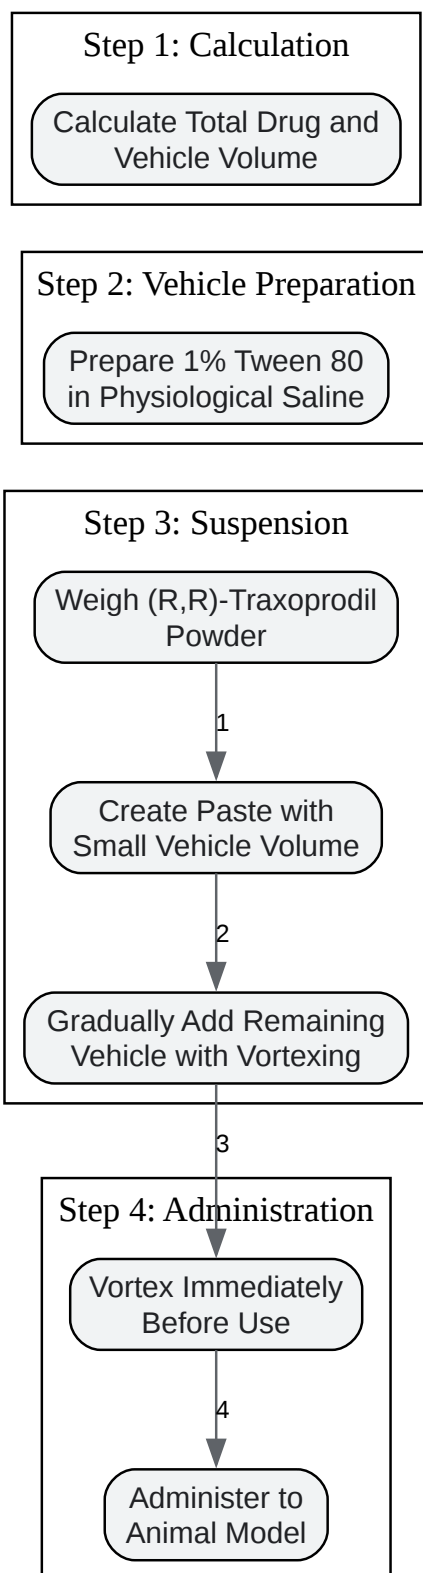 Step 1: Calculation
Calculate Total Drug and
Vehicle Volume
Step 2: Vehicle Preparation
Prepare 1% Tween 80
in Physiological Saline
Step 3: Suspension
Weigh (R,R)-Traxoprodil
Powder
1
Create Paste with
Small Vehicle Volume
2
Gradually Add Remaining
Vehicle with Vortexing
3
Step 4: Administration
Vortex Immediately
Before Use
4
Administer to
Animal Model